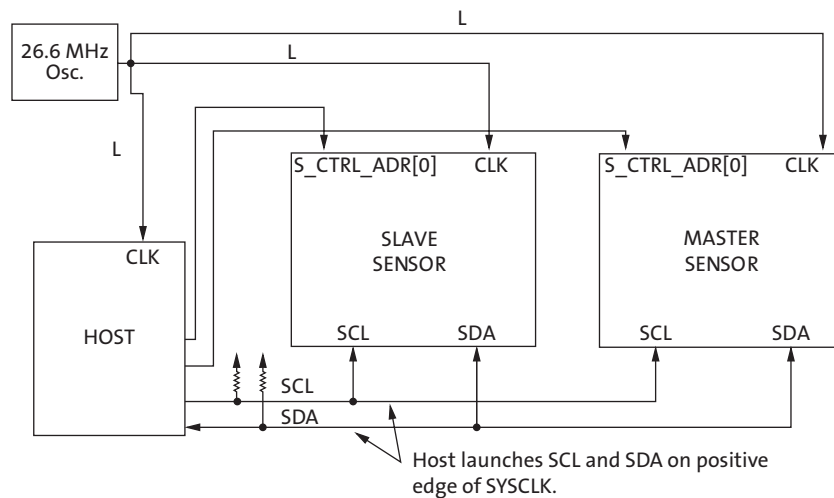 L
26.6 MHz
Osc.
L
L
S_CTRL_ADR[0] CLK
S_CTRL_ADR[0] CLK
SLAVE
SENSOR
MASTER
SENSOR
CLK
HOST
SCL SDA
SCL SDA
SCL
SDA
Host launches SCL and SDA on positive
edge of SYSCLK.